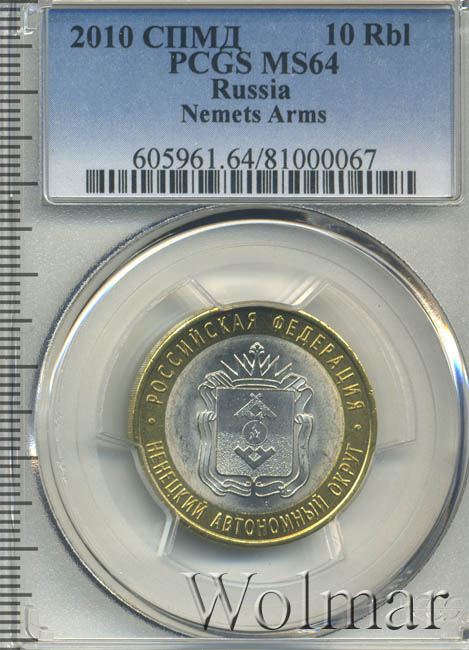 2010 СПМД 10 Rbl
PCGS MS64
Russia
Nemets Arms
605961.64/81000067
• РОССИЙСКАЯ ФЕДЕРАЦИЯ •
НЕНЕЦКИЙ АВТОНОМНЫЙ ОКРУГ
Wolmar